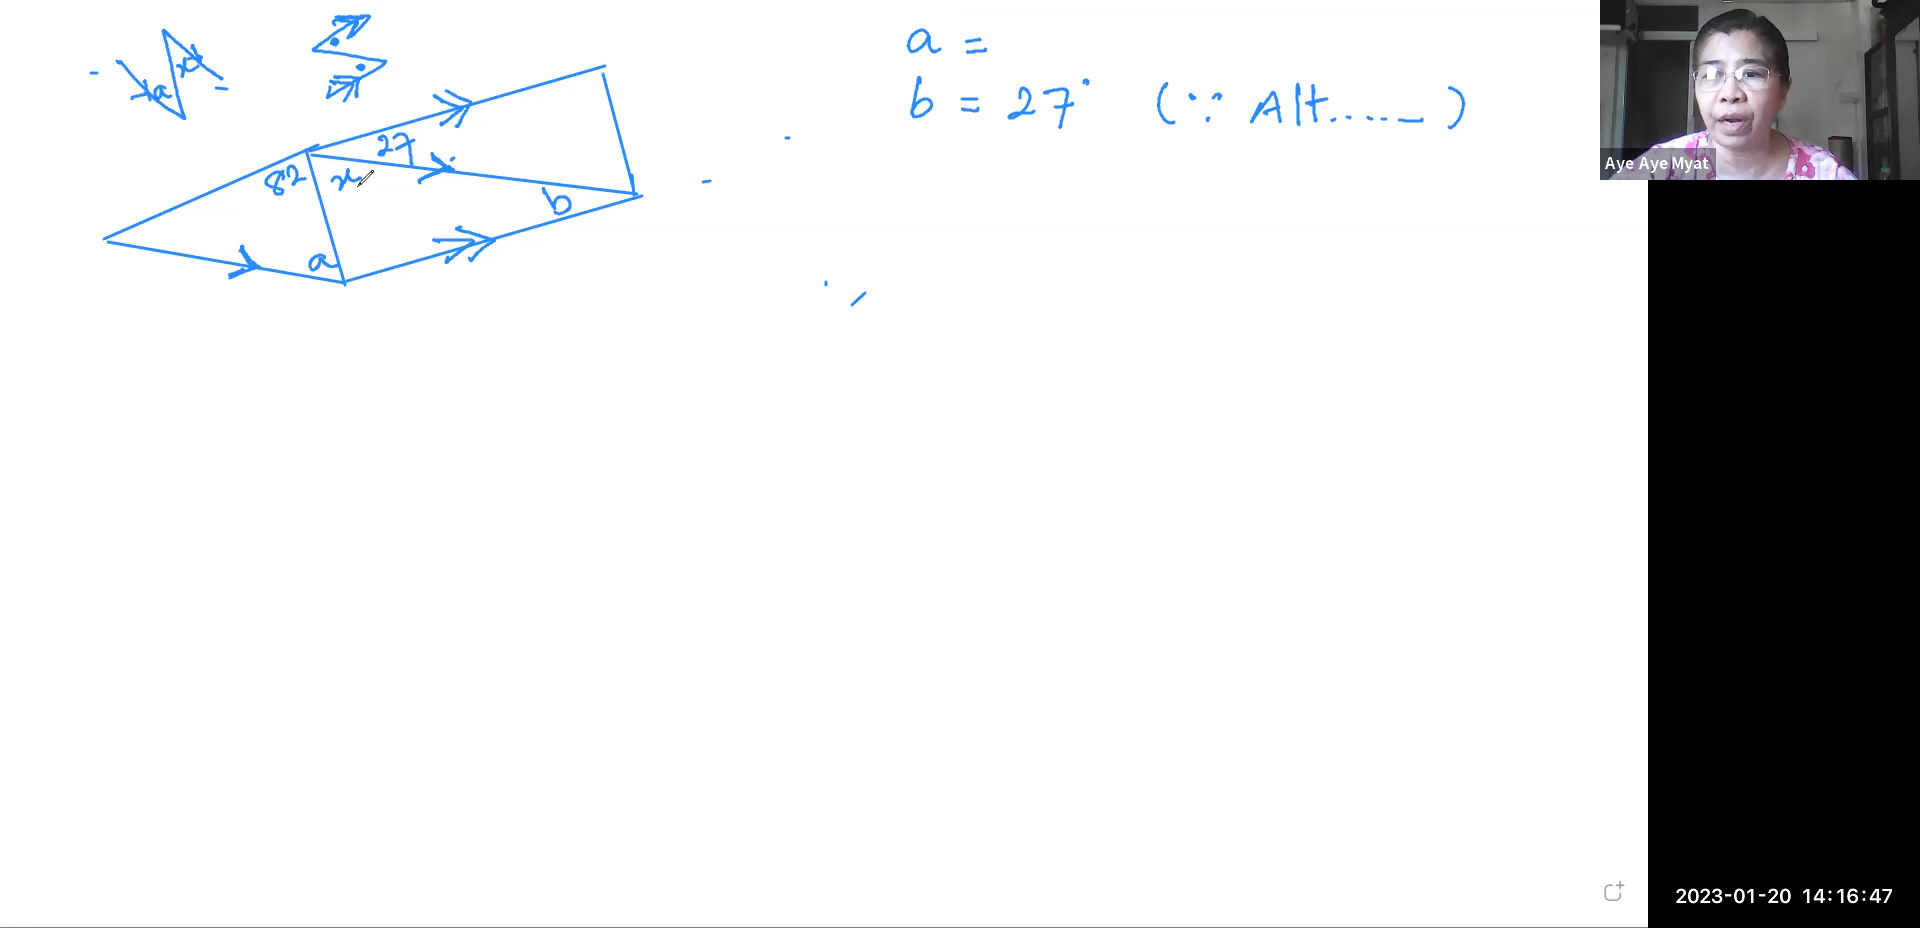 a =
b = 27° (∵ Alt..... )
x
a
27
82
x
b
a
Aye Aye Myat
2023-01-20 14:16:47